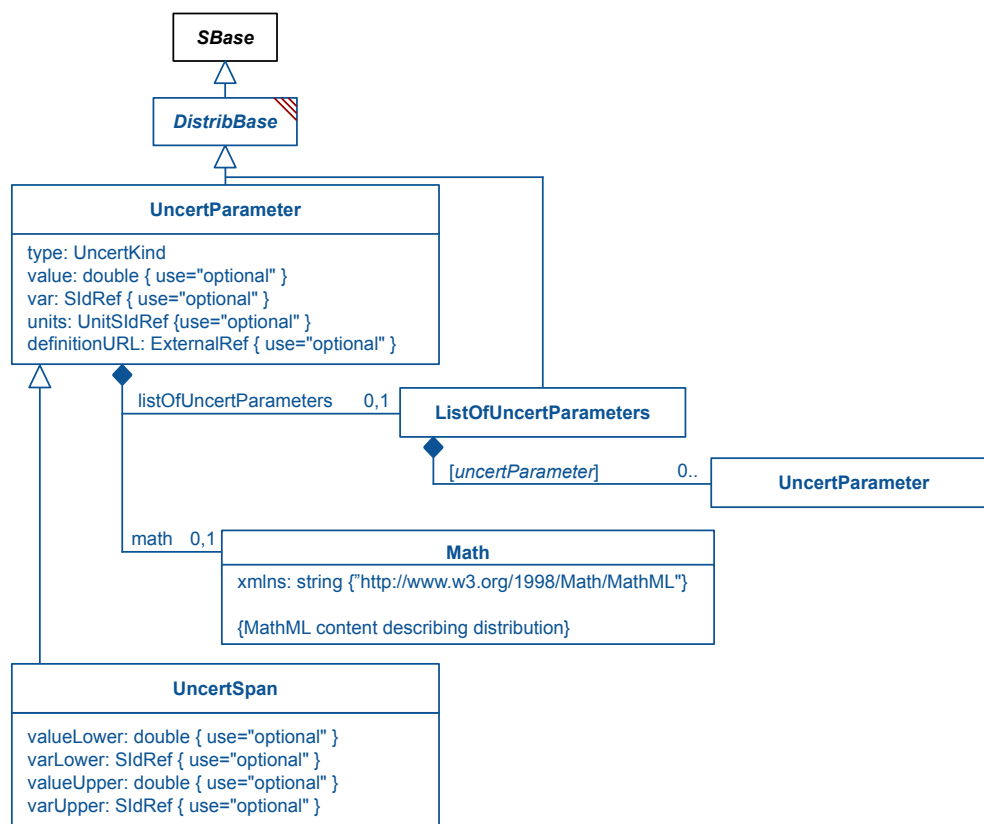 SBase
DistribBase
UncertParameter
type: UncertKind
value: double { use="optional" }
var: SIdRef { use="optional" }
units: UnitSIdRef {use="optional" }
definitionURL: ExternalRef { use="optional" }
listOfUncertParameters 0,1
ListOfUncertParameters
[uncertParameter] 0..
UncertParameter
math 0,1
Math
xmlns: string {”http://www.w3.org/1998/Math/MathML"}
{MathML content describing distribution}
UncertSpan
valueLower: double { use="optional" }
varLower: SIdRef { use="optional" }
valueUpper: double { use="optional" }
varUpper: SIdRef { use="optional" }